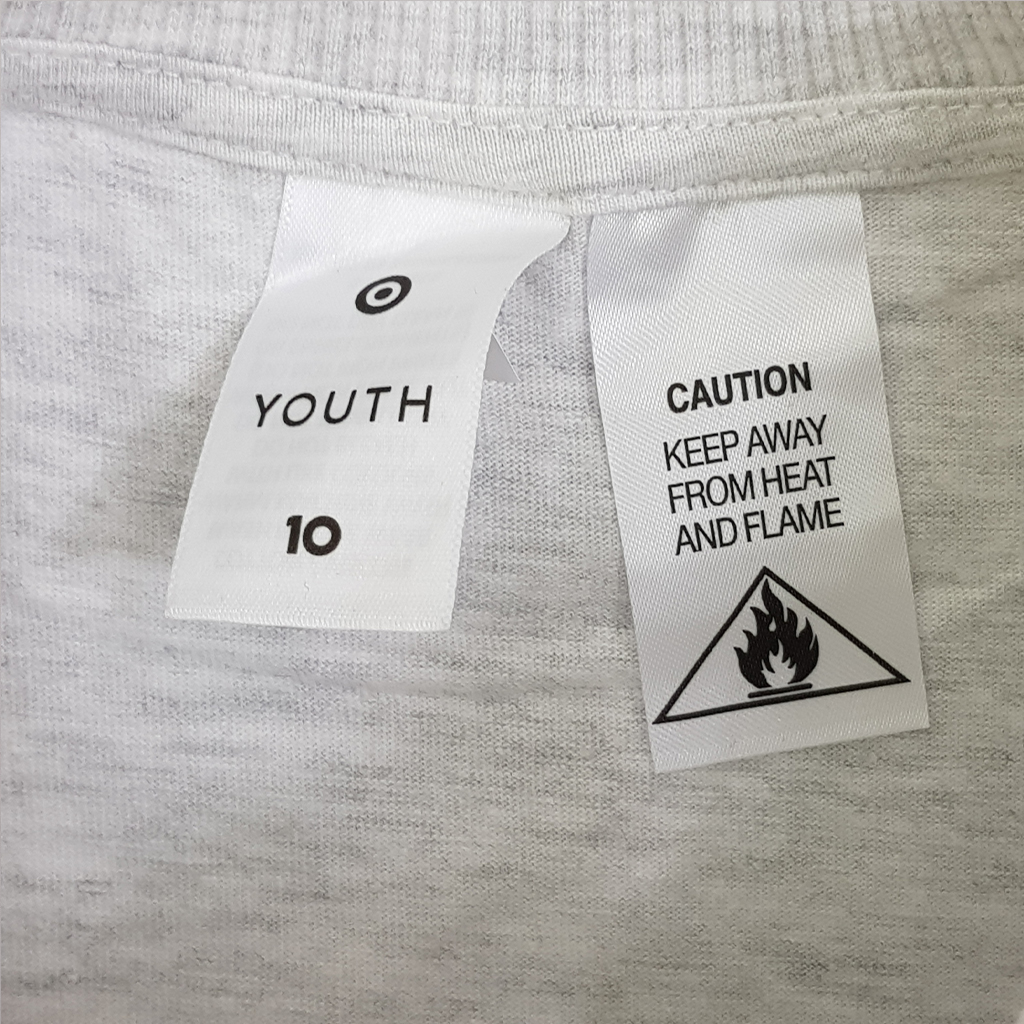 YOUTH
10
CAUTION
KEEP AWAY
FROM HEAT
AND FLAME